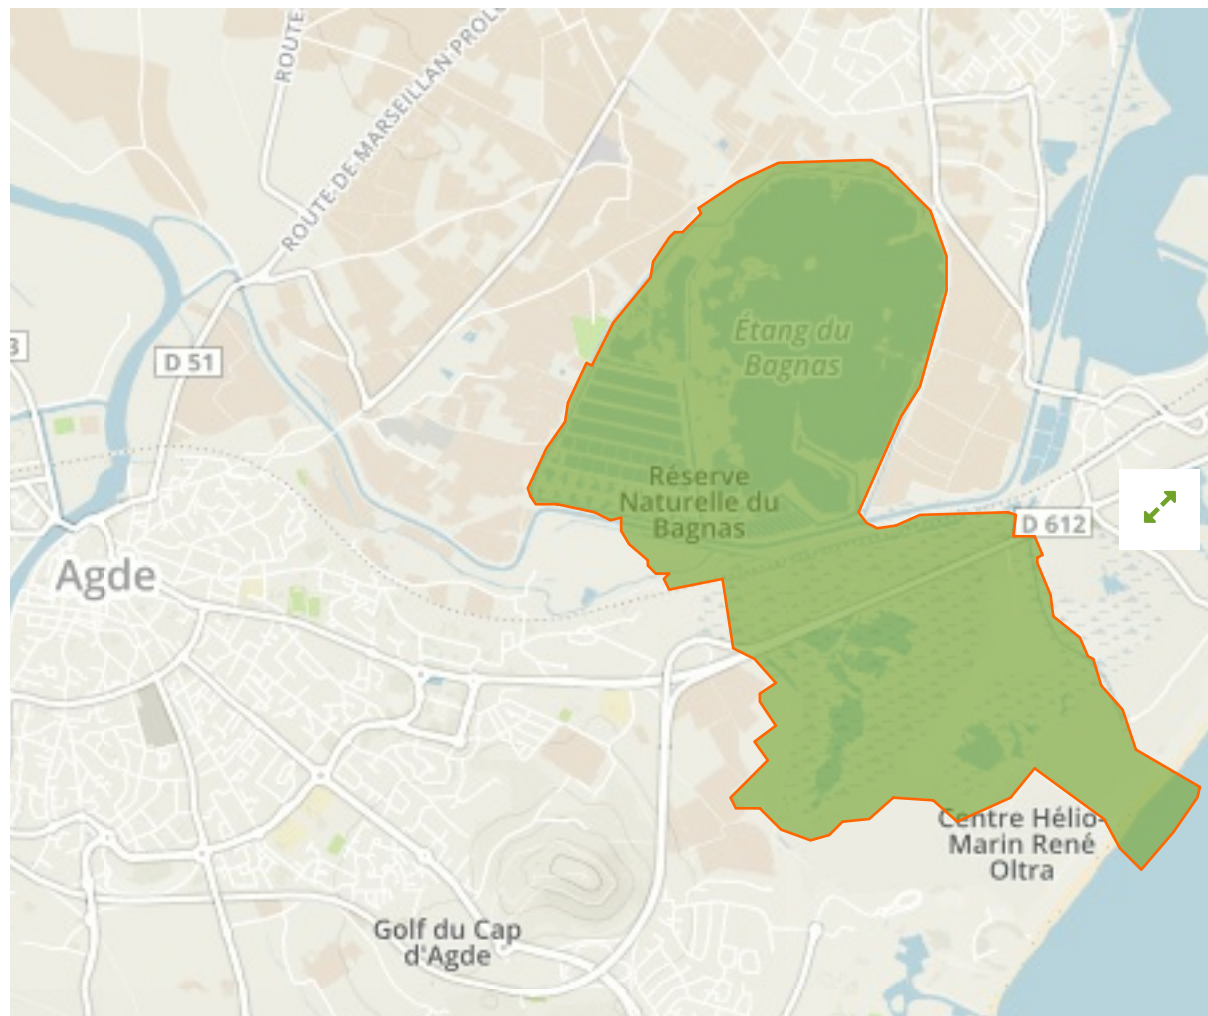 ROUTE
ROUTE DE MARSEILLAN PROLO
3
D 51
Étang du
Bagnas
Réserve
Naturelle du
Bagnas
D 612
Agde
Centre Hélio-
Marin René
Oltra
Golf du Cap
d'Agde